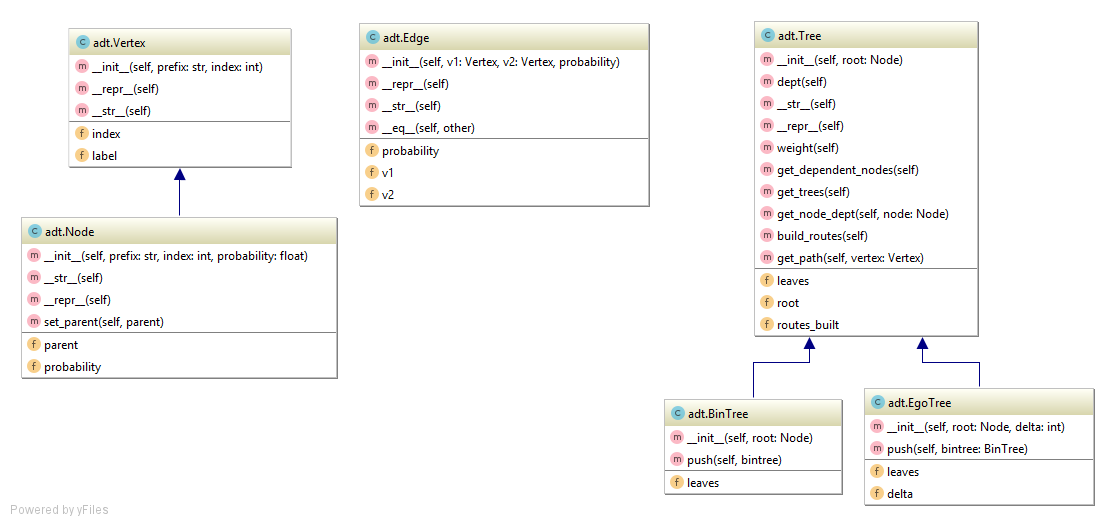 C adt.Vertex
m __init__(self, prefix: str, index: int)
m __repr__(self)
m __str__(self)
f index
f label
C adt.Node
m __init__(self, prefix: str, index: int, probability: float)
m __str__(self)
m __repr__(self)
m set_parent(self, parent)
f parent
f probability
C adt.Edge
m __init__(self, v1: Vertex, v2: Vertex, probability)
m __repr__(self)
m __str__(self)
m __eq__(self, other)
f probability
f v1
f v2
C adt.Tree
m __init__(self, root: Node)
m dept(self)
m __str__(self)
m __repr__(self)
m weight(self)
m get_dependent_nodes(self)
m get_trees(self)
m get_node_dept(self, node: Node)
m build_routes(self)
m get_path(self, vertex: Vertex)
f leaves
f root
f routes_built
C adt.BinTree
m __init__(self, root: Node)
m push(self, bintree)
f leaves
C adt.EgoTree
m __init__(self, root: Node, delta: int)
m push(self, bintree: BinTree)
f leaves
f delta
Powered by yFiles